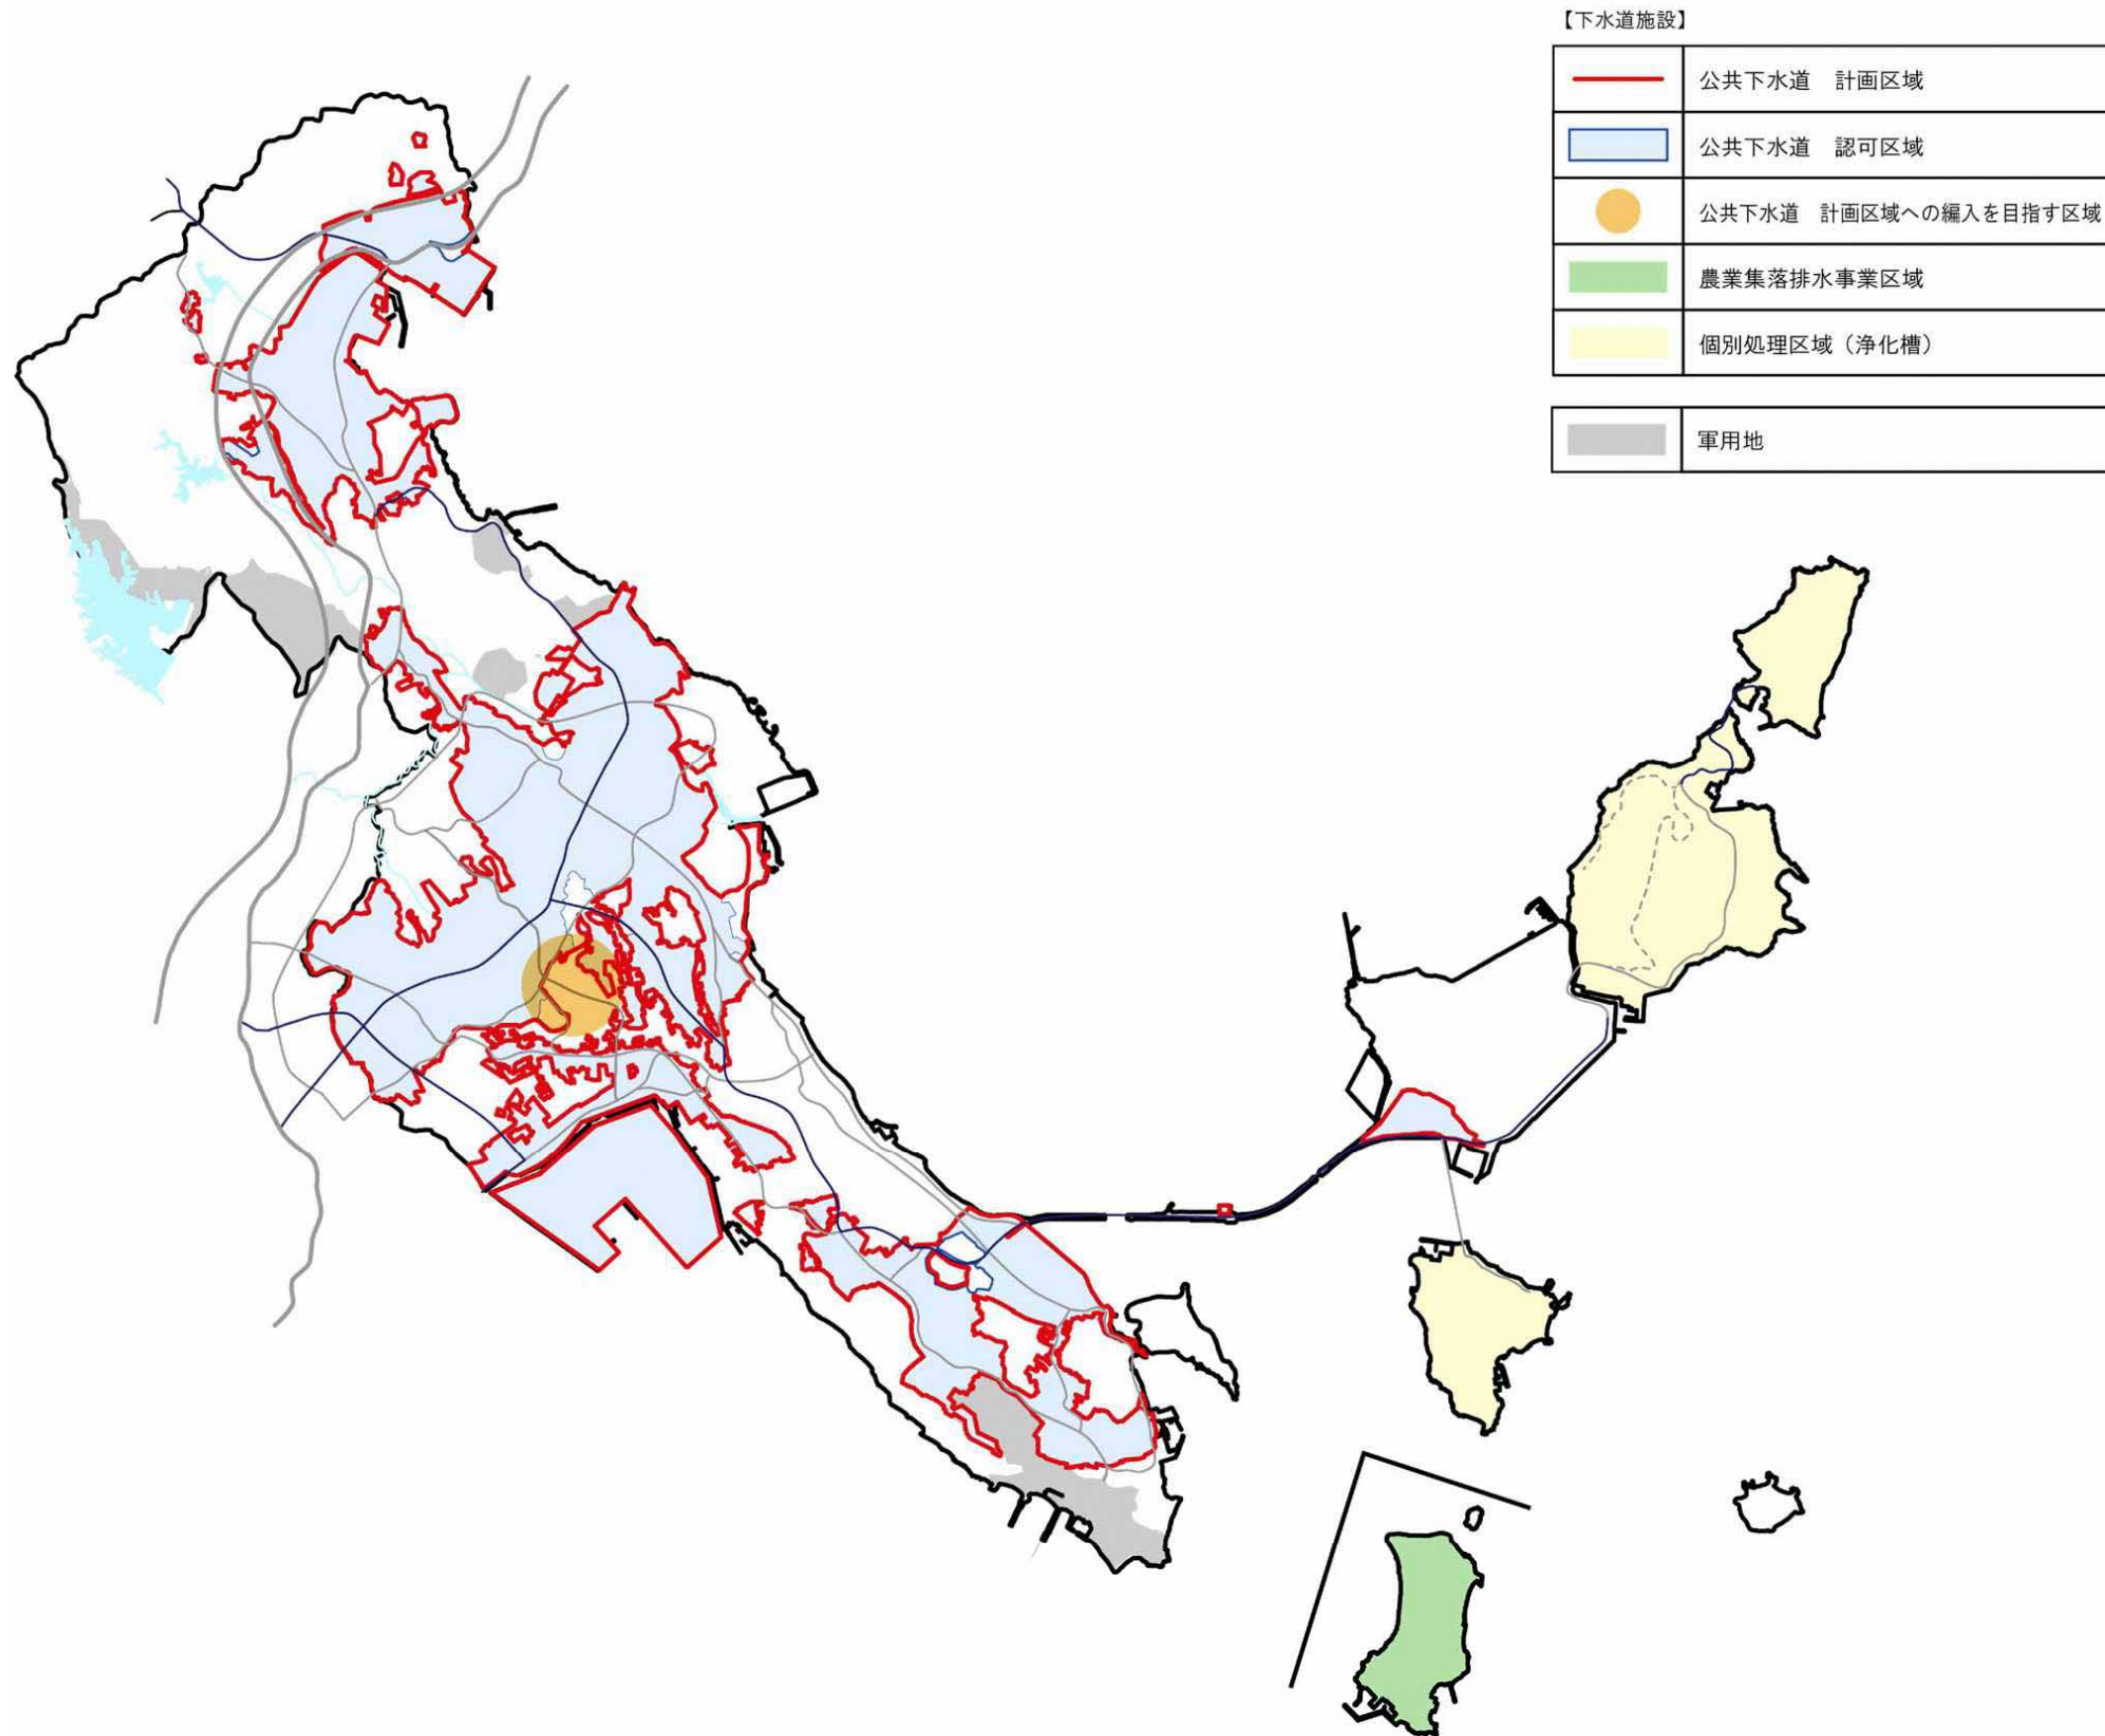 【下水道施設】
公共下水道　計画区域
公共下水道　認可区域
公共下水道　計画区域への編入を目指す区域
農業集落排水事業区域
個別処理区域（浄化槽）
軍用地